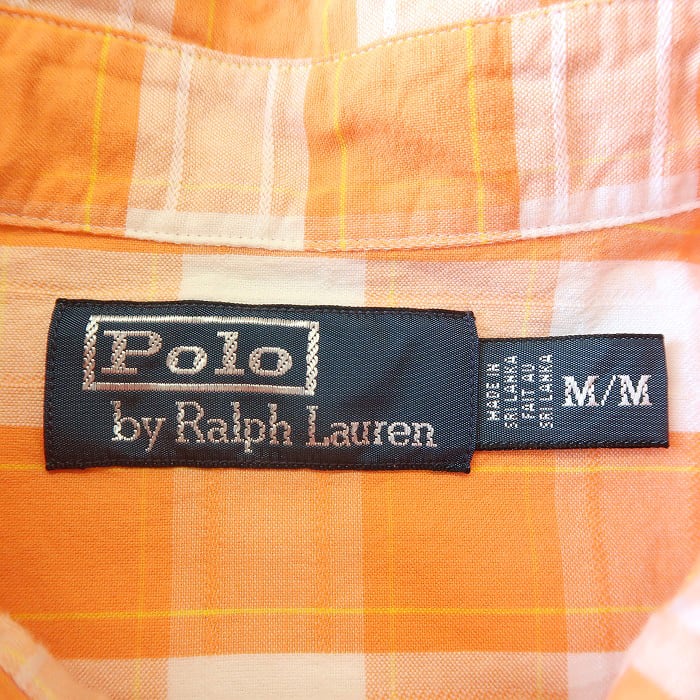 Polo
by Ralph Lauren
MADE IN
SRI LANKA
FAIT AU
SRI LANKA
M/M